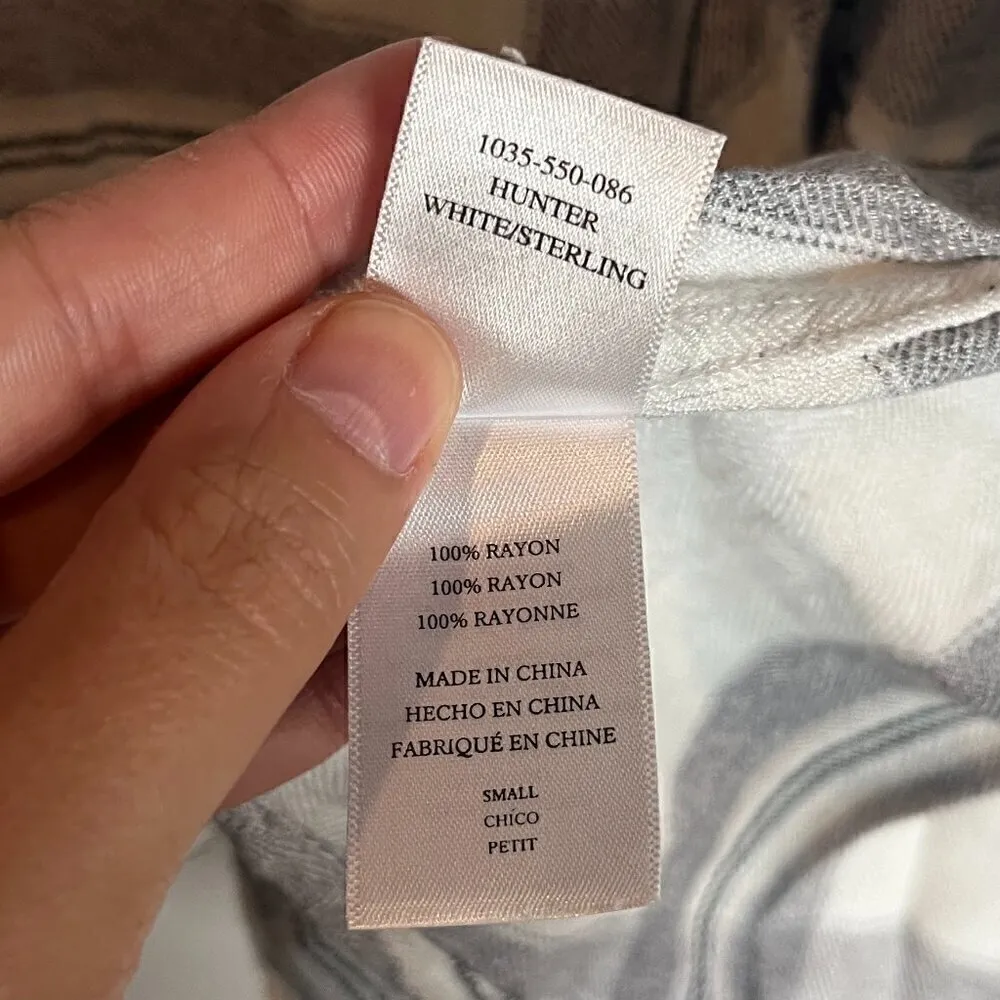 1035-550-086
HUNTER
WHITE/STERLING
100% RAYON
100% RAYON
100% RAYONNE
MADE IN CHINA
HECHO EN CHINA
FABRIQUÉ EN CHINE
SMALL
CHÍCO
PETIT